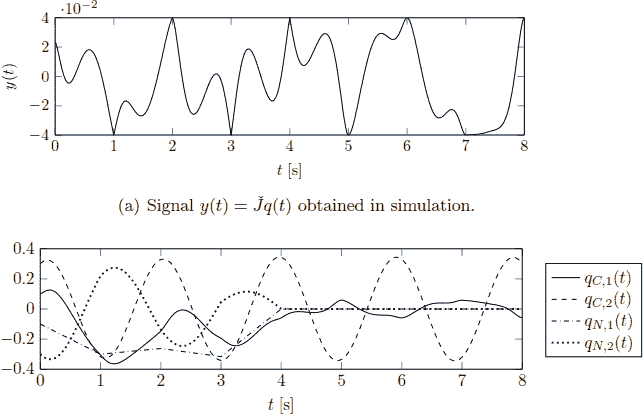 ·10⁻²
4
2
0
−2
−4
y(t)
0 1 2 3 4 5 6 7 8
t [s]
(a) Signal y(t) = J̌q(t) obtained in simulation.
0.4
0.2
0
−0.2
−0.4
0 1 2 3 4 5 6 7 8
t [s]
q_{C,1}(t)
q_{C,2}(t)
q_{N,1}(t)
q_{N,2}(t)